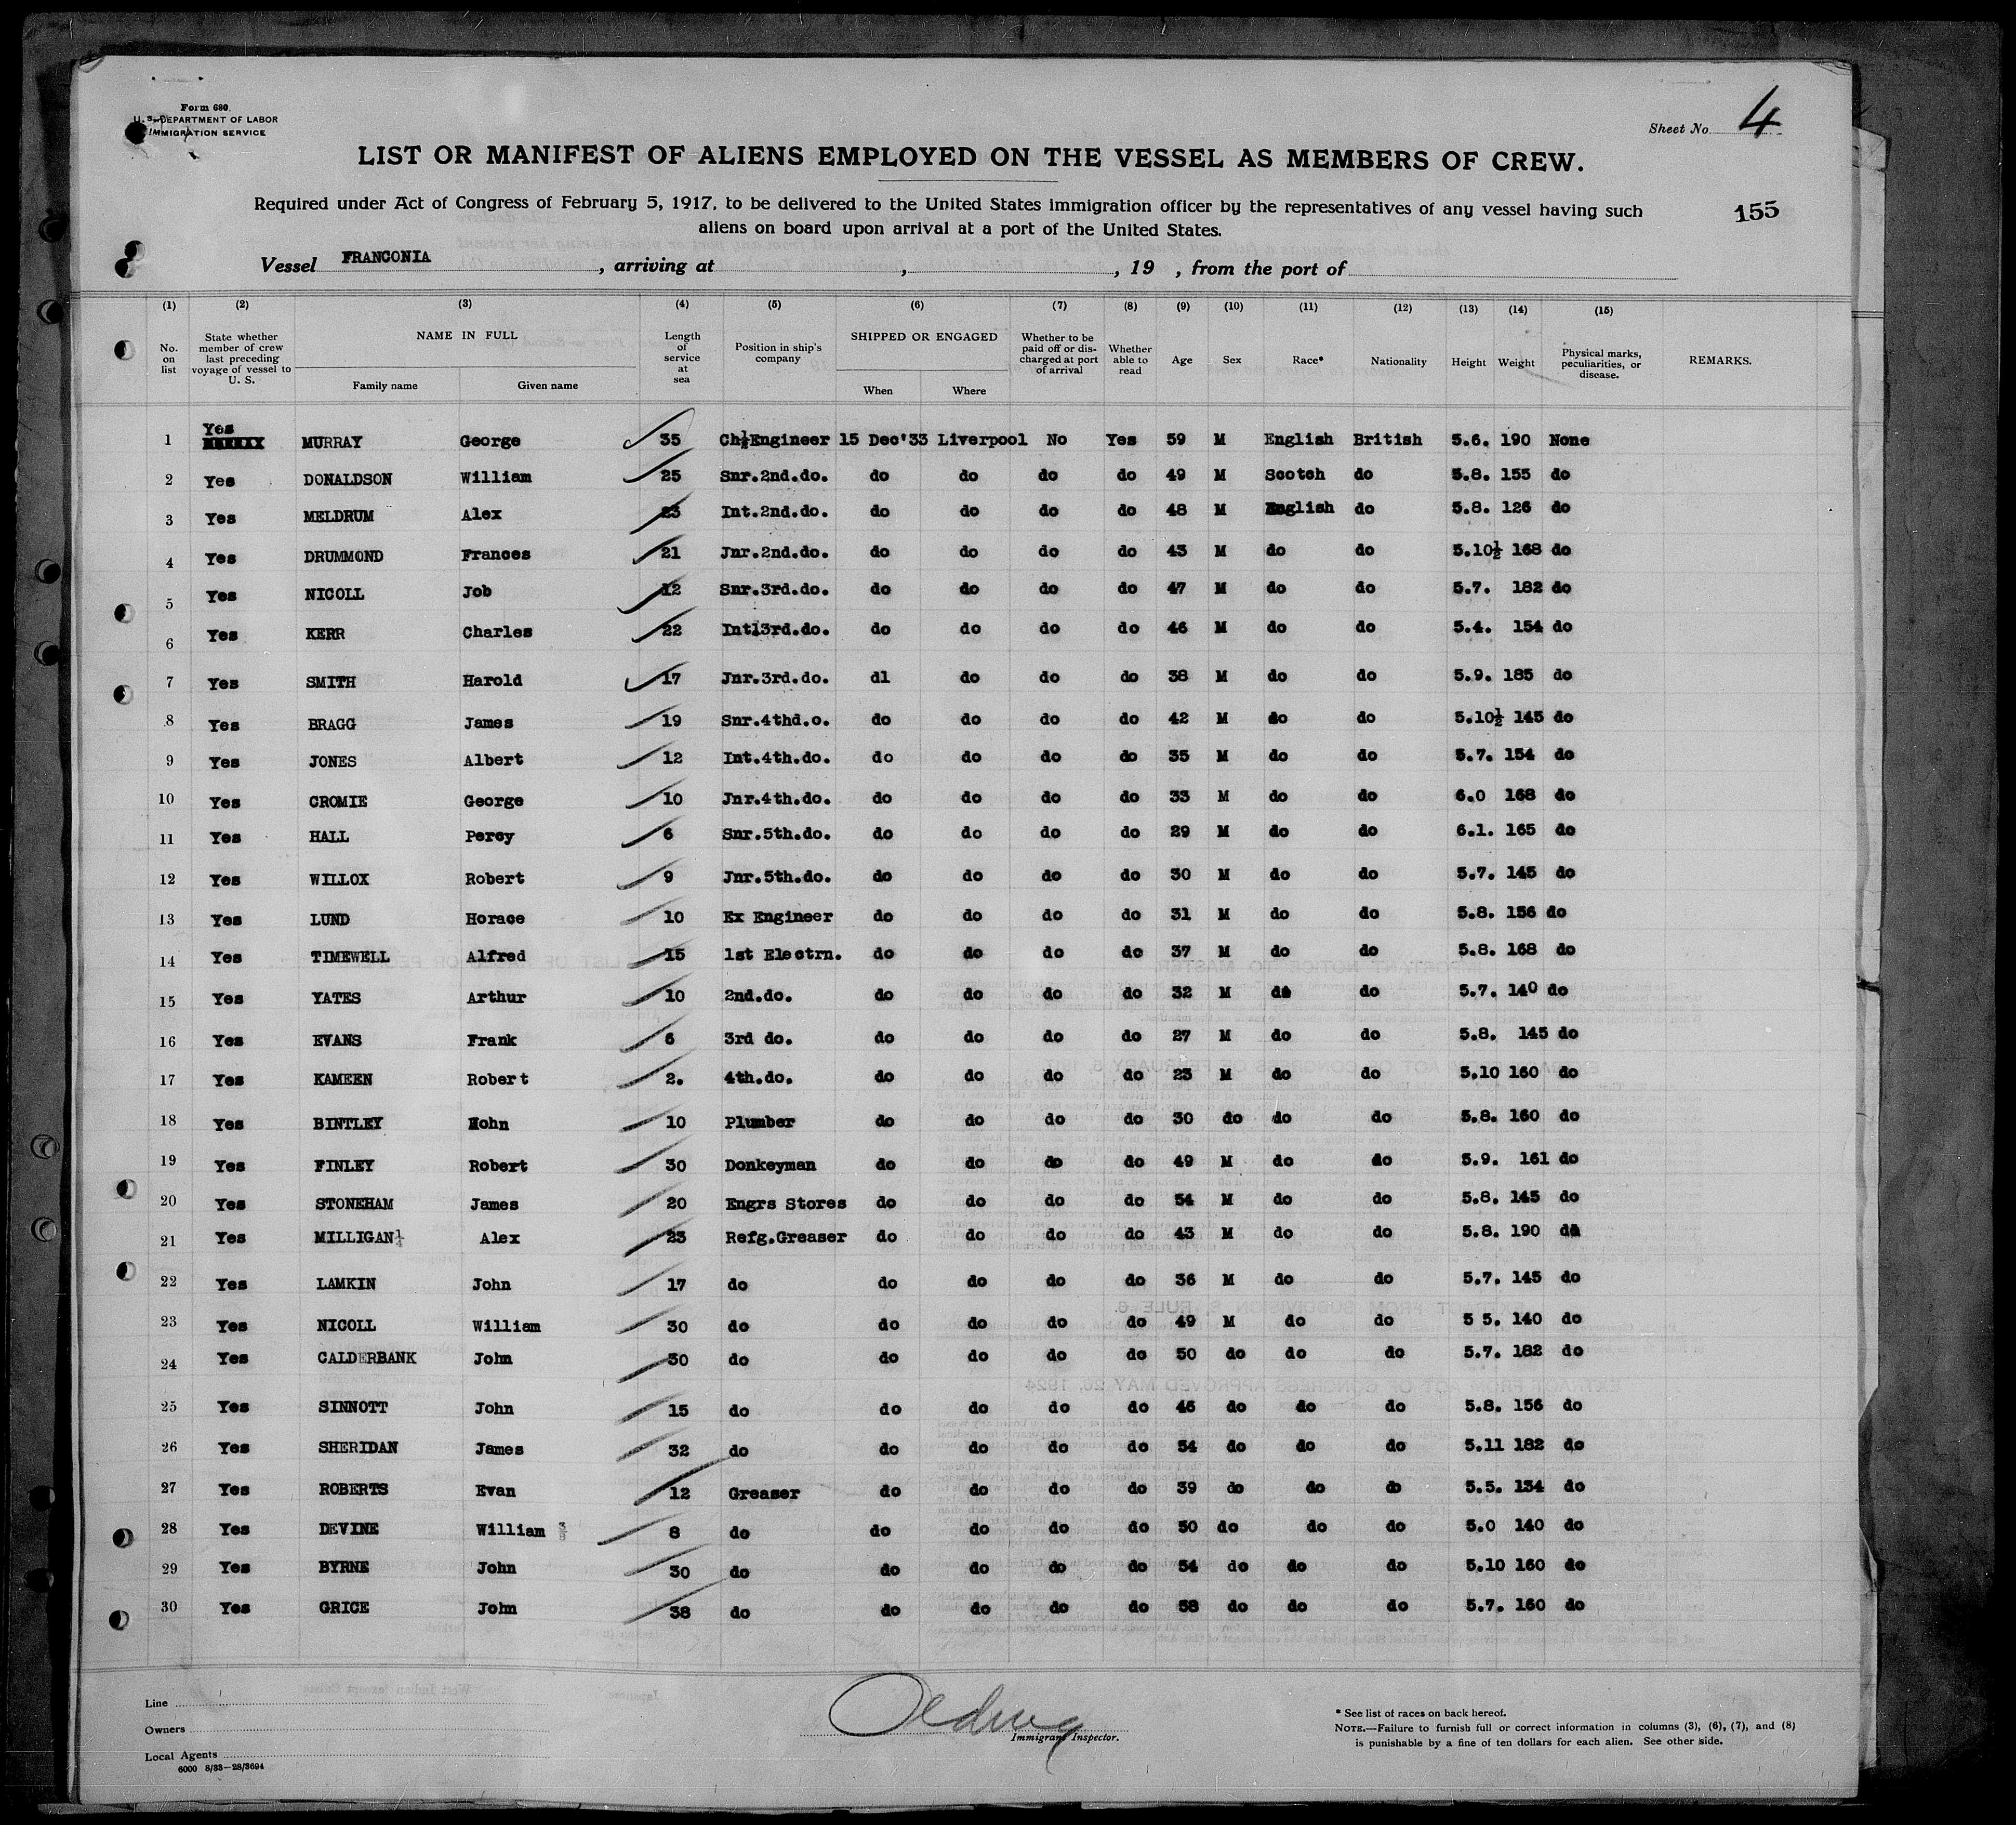 Form 680.
U. S. DEPARTMENT OF LABOR
IMMIGRATION SERVICE
Sheet No. 4
LIST OR MANIFEST OF ALIENS EMPLOYED ON THE VESSEL AS MEMBERS OF CREW.
Required under Act of Congress of February 5, 1917, to be delivered to the United States immigration officer by the representatives of any vessel having such
aliens on board upon arrival at a port of the United States.
155
Vessel FRANCONIA , arriving at , , 19 , from the port of
(1) (2) (3) (4) (5) (6) (7) (8) (9) (10) (11) (12) (13) (14) (15)
No. on list State whether member of crew last preceding voyage of vessel to U. S. NAME IN FULL Length of service at sea Position in ship's company SHIPPED OR ENGAGED Whether to be paid off or discharged at port of arrival Whether able to read Age Sex Race* Nationality Height Weight Physical marks, peculiarities, or disease. REMARKS.
Family name Given name When Where
1 Yes MURRAY George 35 Ch½Engineer 15 Dec'33 Liverpool No Yes 59 M English British 5.6. 190 None
2 Yes DONALDSON William 25 Snr.2nd.do. do do do do 49 M Scotch do 5.8. 155 do
3 Yes MELDRUM Alex 23 Int.2nd.do. do do do do 48 M English do 5.8. 126 do
4 Yes DRUMMOND Frances 21 Jnr.2nd.do. do do do do 43 M do do 5.10½ 168 do
5 Yes NICOLL Job 12 Snr.3rd.do. do do do do 47 M do do 5.7. 182 do
6 Yes KERR Charles 22 Intl3rd.do. do do do do 46 M do do 5.4. 154 do
7 Yes SMITH Harold 17 Jnr.3rd.do. dl do do do 38 M do do 5.9. 185 do
8 Yes BRAGG James 19 Snr.4thd.o. do do do do 42 M do do 5.10½ 145 do
9 Yes JONES Albert 12 Int.4th.do. do do do do 35 M do do 5.7. 154 do
10 Yes CROMIE George 10 Jnr.4th.do. do do do do 33 M do do 6.0 168 do
11 Yes HALL Percy 6 Snr.5th.do. do do do do 29 M do do 6.1. 165 do
12 Yes WILLOX Robert 9 Jnr.5th.do. do do do do 30 M do do 5.7. 145 do
13 Yes LUND Horace 10 Ex Engineer do do do do 31 M do do 5.8. 156 do
14 Yes TIMEWELL Alfred 15 1st Electrn. do do do do 37 M do do 5.8. 168 do
15 Yes YATES Arthur 10 2nd.do. do do do do 32 M do do 5.7. 140 do
16 Yes EVANS Frank 6 3rd do. do do do do 27 M do do 5.8. 145 do
17 Yes KAMEEN Robert 2. 4th.do. do do do do 23 M do do 5.10 160 do
18 Yes BINTLEY Hohn 10 Plumber do do do do 30 do do do 5.8. 160 do
19 Yes FINLEY Robert 30 Donkeyman do do do do 49 M do do 5.9. 161 do
20 Yes STONEHAM James 20 Engrs Stores do do do do 54 M do do 5.8. 145 do
21 Yes MILLIGAN½ Alex 23 Refg.Greaser do do do do 43 M do do 5.8. 190 do
22 Yes LAMKIN John 17 do do do do do 36 M do do 5.7. 145 do
23 Yes NICOLL William 30 do do do do do 49 M do do 5 5. 140 do
24 Yes CALDERBANK John 30 do do do do do 50 do do do 5.7. 182 do
25 Yes SINNOTT John 15 do do do do do 46 do do do 5.8. 156 do
26 Yes SHERIDAN James 32 do do do do do 54 do do do 5.11 182 do
27 Yes ROBERTS Evan 12 Greaser do do do do 39 do do do 5.5. 134 do
28 Yes DEVINE William 8 do do do do do 50 do do do 5.0 140 do
29 Yes BYRNE John 30 do do do do do 54 do do do 5.10 160 do
30 Yes GRICE John 38 do do do do do 58 do do do 5.7. 160 do
Line
Owners
Local Agents
6000 8/33—28/3694
Immigrant Inspector.
* See list of races on back hereof.
NOTE.—Failure to furnish full or correct information in columns (3), (6), (7), and (8)
is punishable by a fine of ten dollars for each alien. See other side.